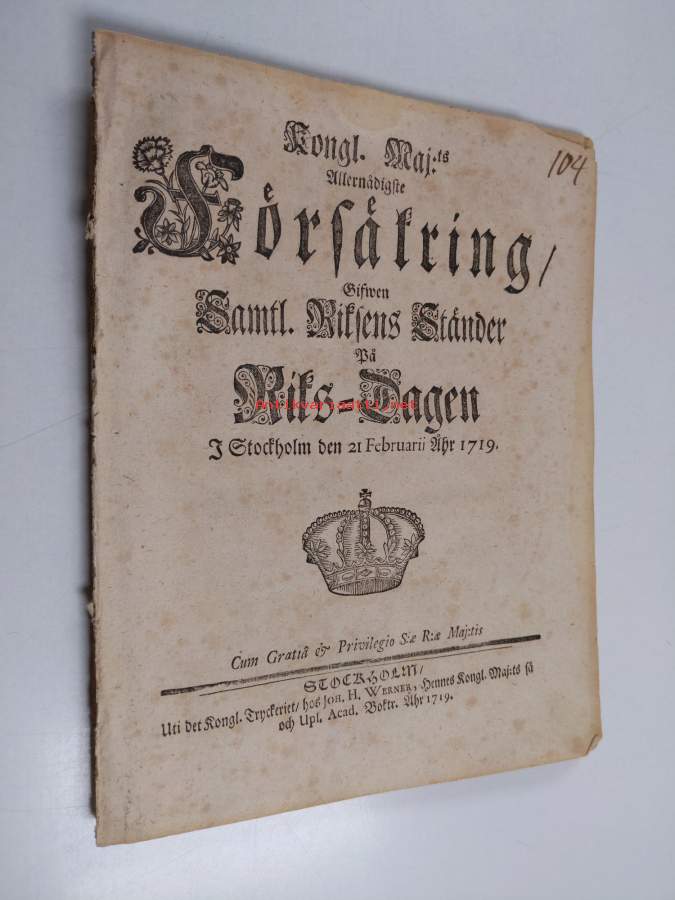 104
Kongl. Maj:ts
Allernådigste
Försäkring/
Gifwen
Samtl. Riksens Ständer
På
Riks-Dagen
Antikvariaatti.net
J Stockholm den 21 Februarii Åhr 1719.
Cum Gratiâ & Privilegio S:æ R:æ Maj:tis
STOCKHOLM/
Uti det Kongl. Tryckeriet/ hos JOH. H. WERNER, Hennes Kongl. Maj:ts så
och Upl. Acad. Boktr. Åhr 1719.